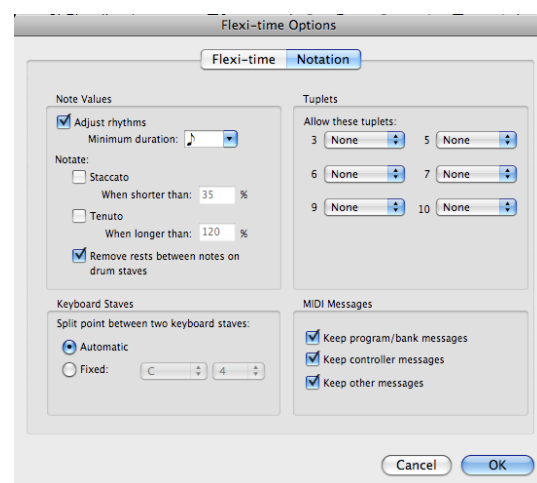 Flexi-time Options
Flexi-time Notation
Note Values
Adjust rhythms
Minimum duration:
Notate:
Staccato
When shorter than: 35 %
Tenuto
When longer than: 120 %
Remove rests between notes on
drum staves
Tuplets
Allow these tuplets:
3 None 5 None
6 None 7 None
9 None 10 None
Keyboard Staves
Split point between two keyboard staves:
Automatic
Fixed: C 4
MIDI Messages
Keep program/bank messages
Keep controller messages
Keep other messages
Cancel OK